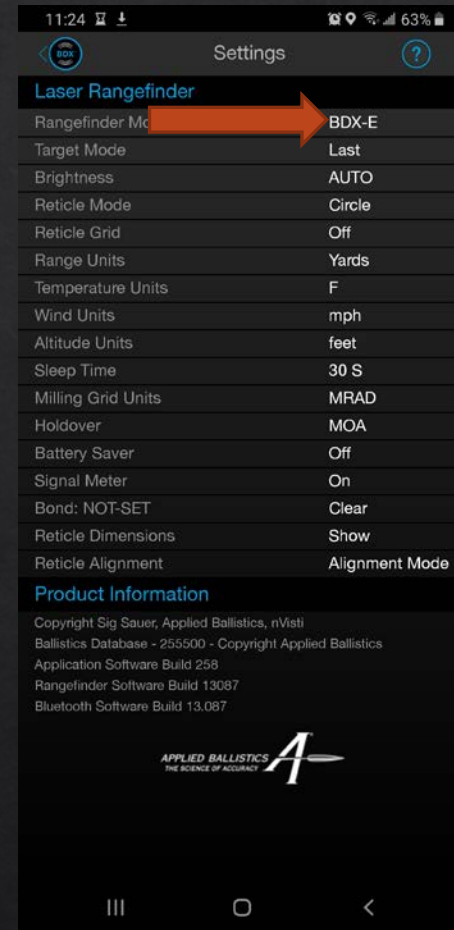 11:24 63%
BDX Settings ?
Laser Rangefinder
Rangefinder BDX-E
Target Mode Last
Brightness AUTO
Reticle Mode Circle
Reticle Grid Off
Range Units Yards
Temperature Units F
Wind Units mph
Altitude Units feet
Sleep Time 30 S
Milling Grid Units MRAD
Holdover MOA
Battery Saver Off
Signal Meter On
Bond: NOT-SET Clear
Reticle Dimensions Show
Reticle Alignment Alignment Mode
Product Information
Copyright Sig Sauer, Applied Ballistics, nVisti
Ballistics Database - 255500 - Copyright Applied Ballistics
Application Software Build 258
Rangefinder Software Build 13087
Bluetooth Software Build 13.087
APPLIED BALLISTICS
THE SCIENCE OF ACCURACY